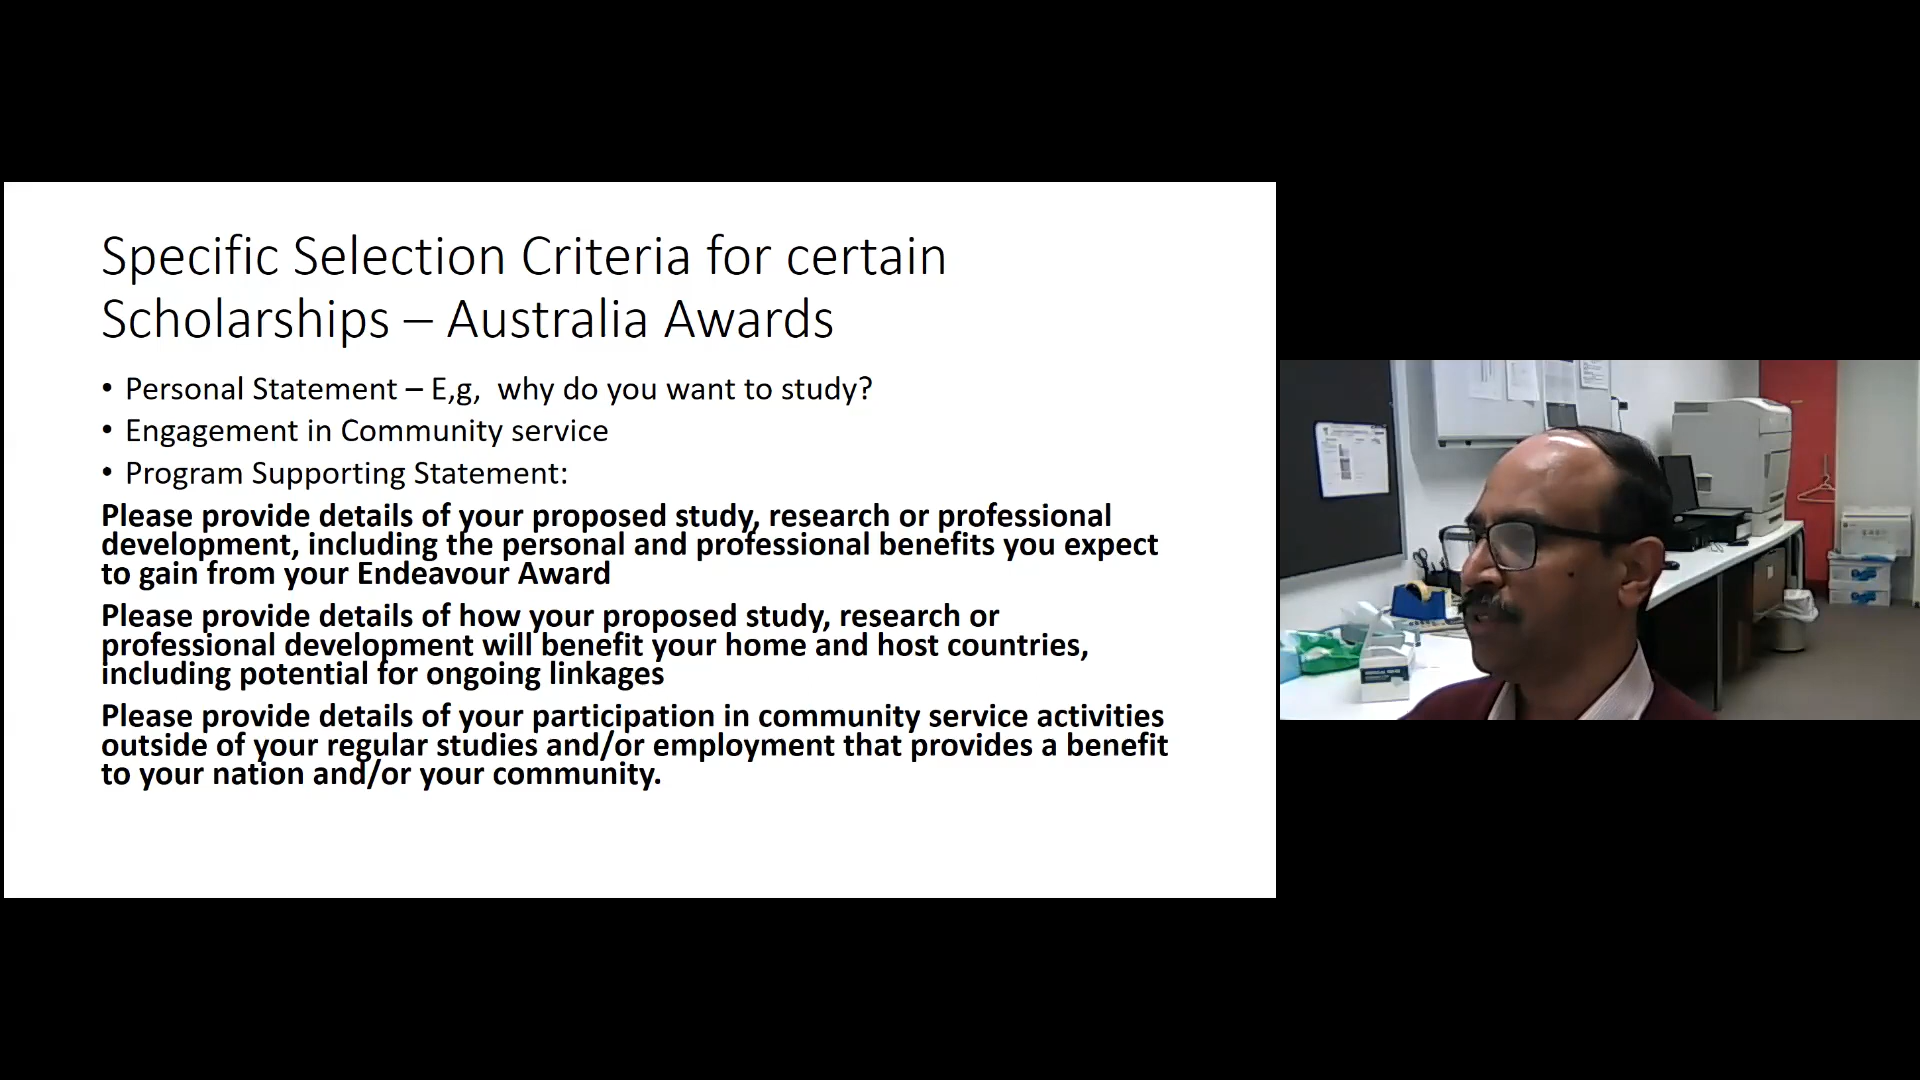 Specific Selection Criteria for certain
Scholarships – Australia Awards
• Personal Statement – E,g,  why do you want to study?
• Engagement in Community service
• Program Supporting Statement:
Please provide details of your proposed study, research or professional
development, including the personal and professional benefits you expect
to gain from your Endeavour Award
Please provide details of how your proposed study, research or
professional development will benefit your home and host countries,
including potential for ongoing linkages
Please provide details of your participation in community service activities
outside of your regular studies and/or employment that provides a benefit
to your nation and/or your community.